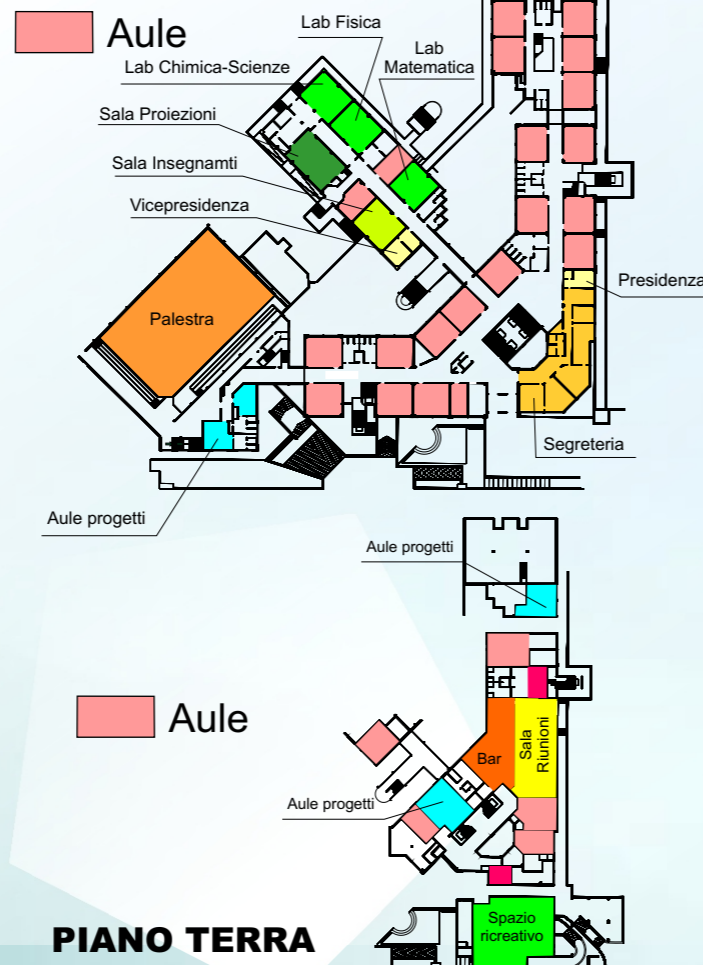 Aule
Lab Fisica
Lab
Matematica
Lab Chimica-Scienze
Sala Proiezioni
Sala Insegnamti
Vicepresidenza
Presidenza
Palestra
Segreteria
Aule progetti
Aule progetti
Aule
Bar
Sala
Riunioni
Aule progetti
Spazio
ricreativo
PIANO TERRA